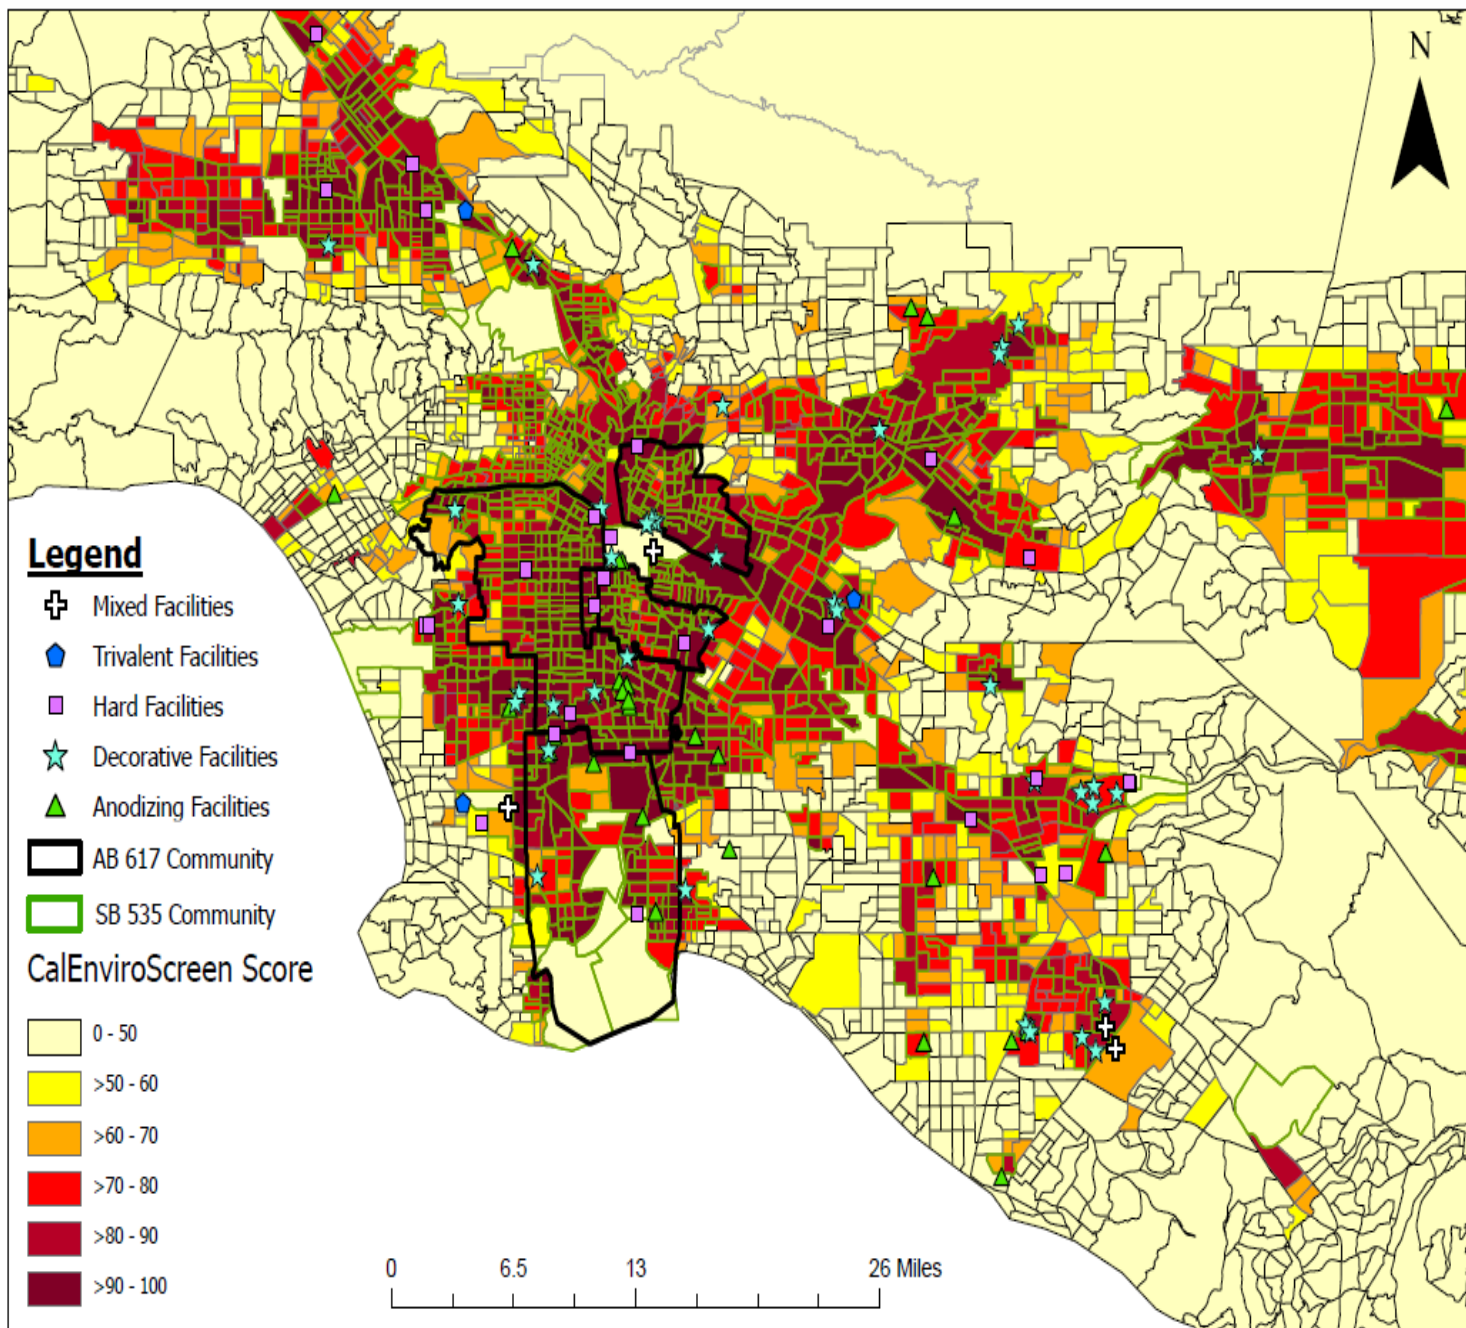 N
Legend
Mixed Facilities
Trivalent Facilities
Hard Facilities
Decorative Facilities
Anodizing Facilities
AB 617 Community
SB 535 Community
CalEnviroScreen Score
0 - 50
>50 - 60
>60 - 70
>70 - 80
>80 - 90
>90 - 100
0 6.5 13 26 Miles